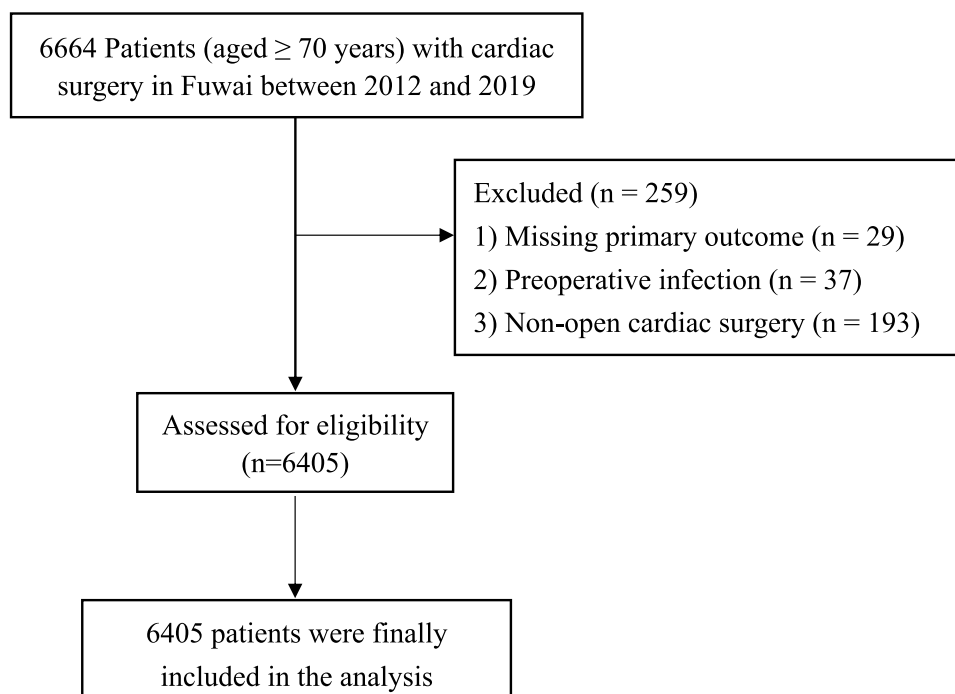 6664 Patients (aged ≥ 70 years) with cardiac
surgery in Fuwai between 2012 and 2019
Excluded (n = 259)
1) Missing primary outcome (n = 29)
2) Preoperative infection (n = 37)
3) Non-open cardiac surgery (n = 193)
Assessed for eligibility
(n=6405)
6405 patients were finally
included in the analysis